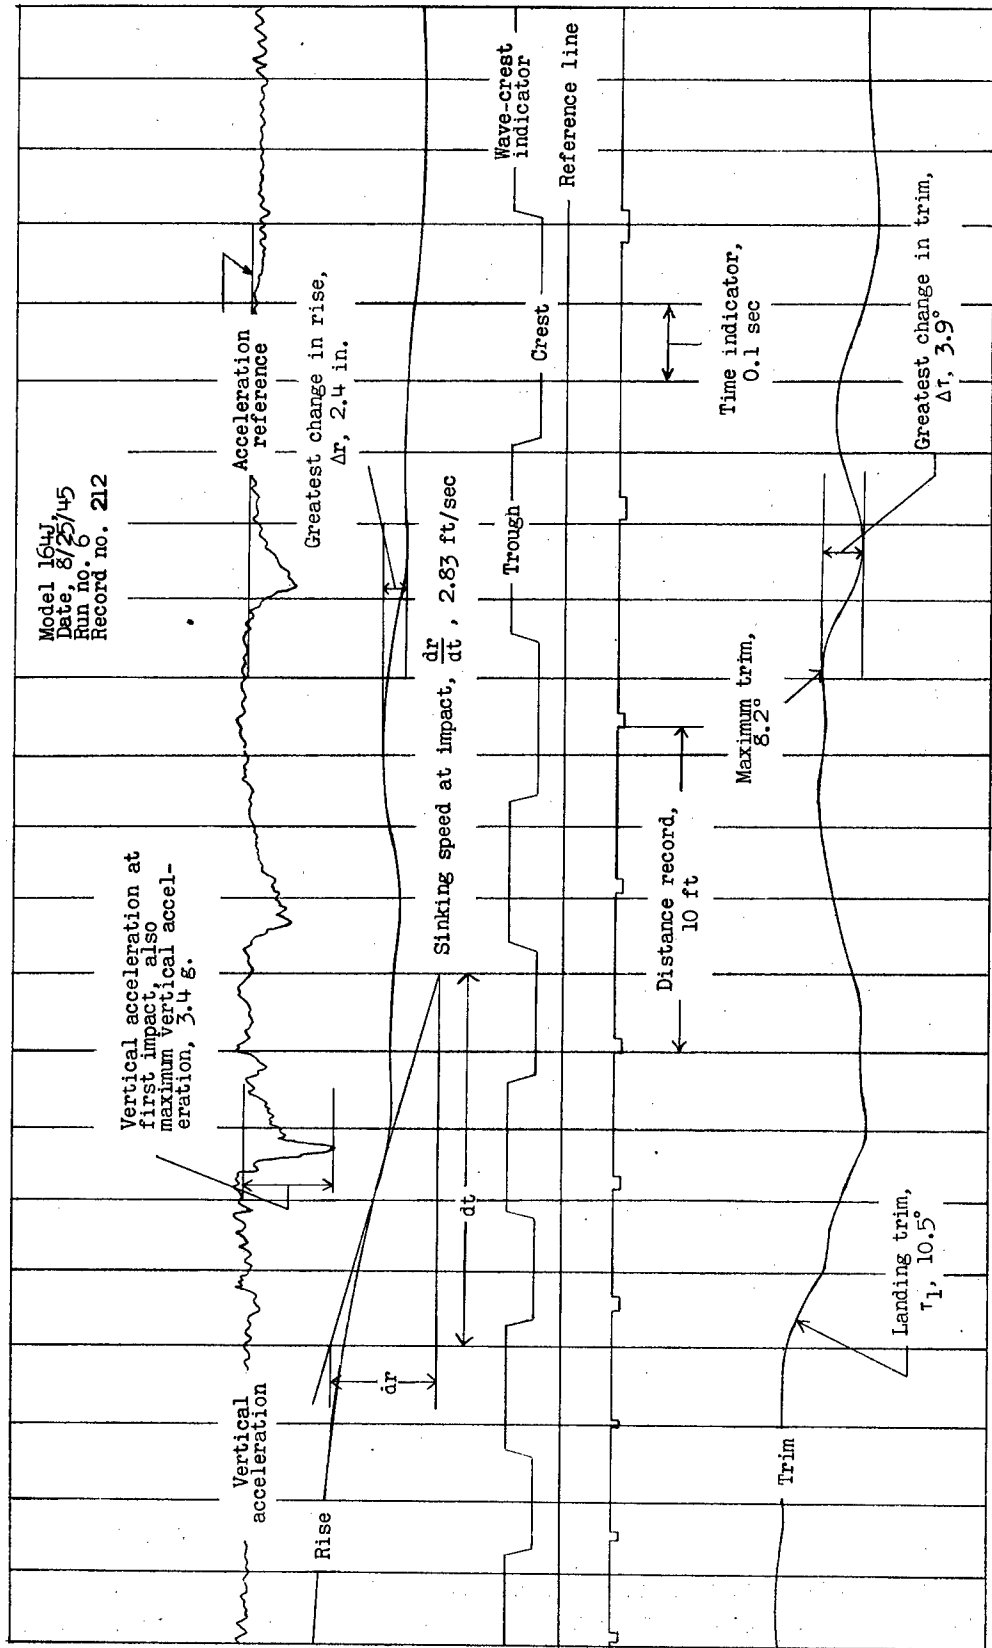 Model 164J,
Date, 8/25/45
Run no. 6
Record no. 212
Vertical acceleration at
first impact, also
maximum vertical accel-
eration, 3.4 g.
Vertical
acceleration
Acceleration
reference
Greatest change in rise,
Δr, 2.4 in.
Rise
dr
dt
Sinking speed at impact, dr/dt, 2.83 ft/sec
Wave-crest
indicator
Trough
Crest
Reference line
Distance record,
10 ft
Time indicator,
0.1 sec
Maximum trim,
8.2°
Greatest change in trim,
Δτ, 3.9°
Landing trim,
τ1, 10.5°
Trim